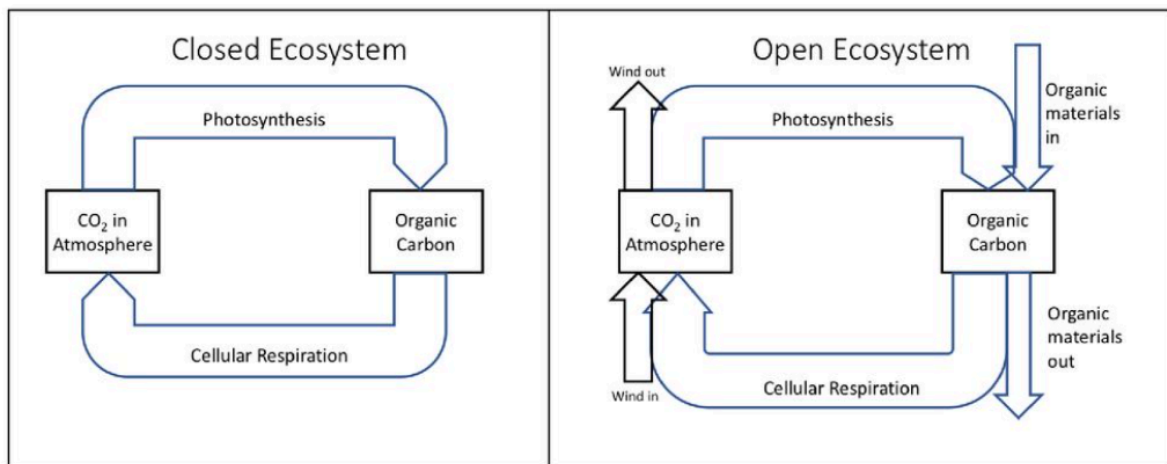 Closed Ecosystem
Photosynthesis
CO₂ in
Atmosphere
Organic
Carbon
Cellular Respiration
Open Ecosystem
Wind out
Photosynthesis
Organic
materials
in
CO₂ in
Atmosphere
Organic
Carbon
Organic
materials
out
Cellular Respiration
Wind in